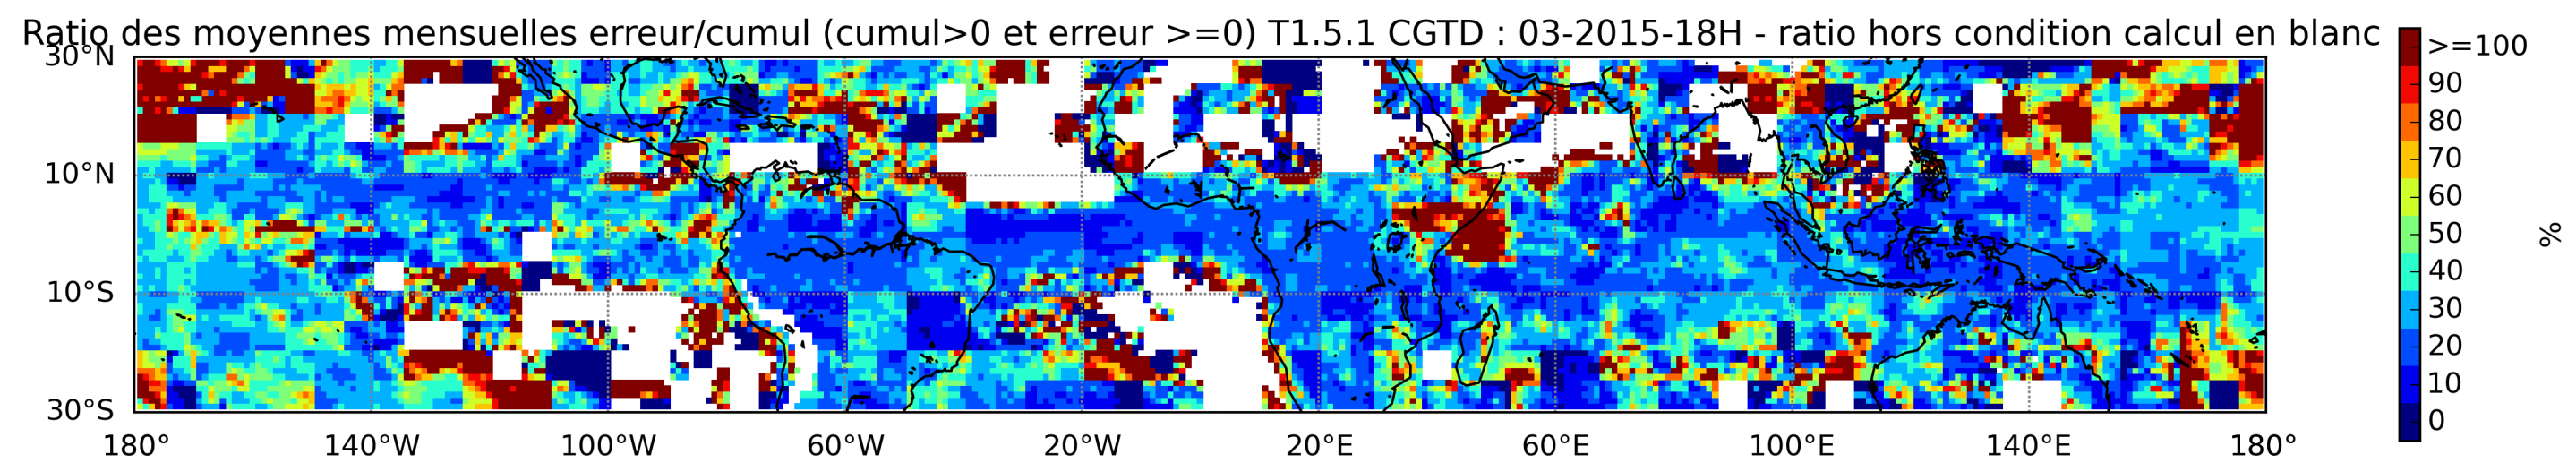 Ratio des moyennes mensuelles erreur/cumul (cumul>0 et erreur >=0) T1.5.1 CGTD : 03-2015-18H - ratio hors condition calcul en blanc
30°N
10°N
10°S
30°S
180° 140°W 100°W 60°W 20°W 20°E 60°E 100°E 140°E 180°
>=100
90
80
70
60
50
40
30
20
10
0
%